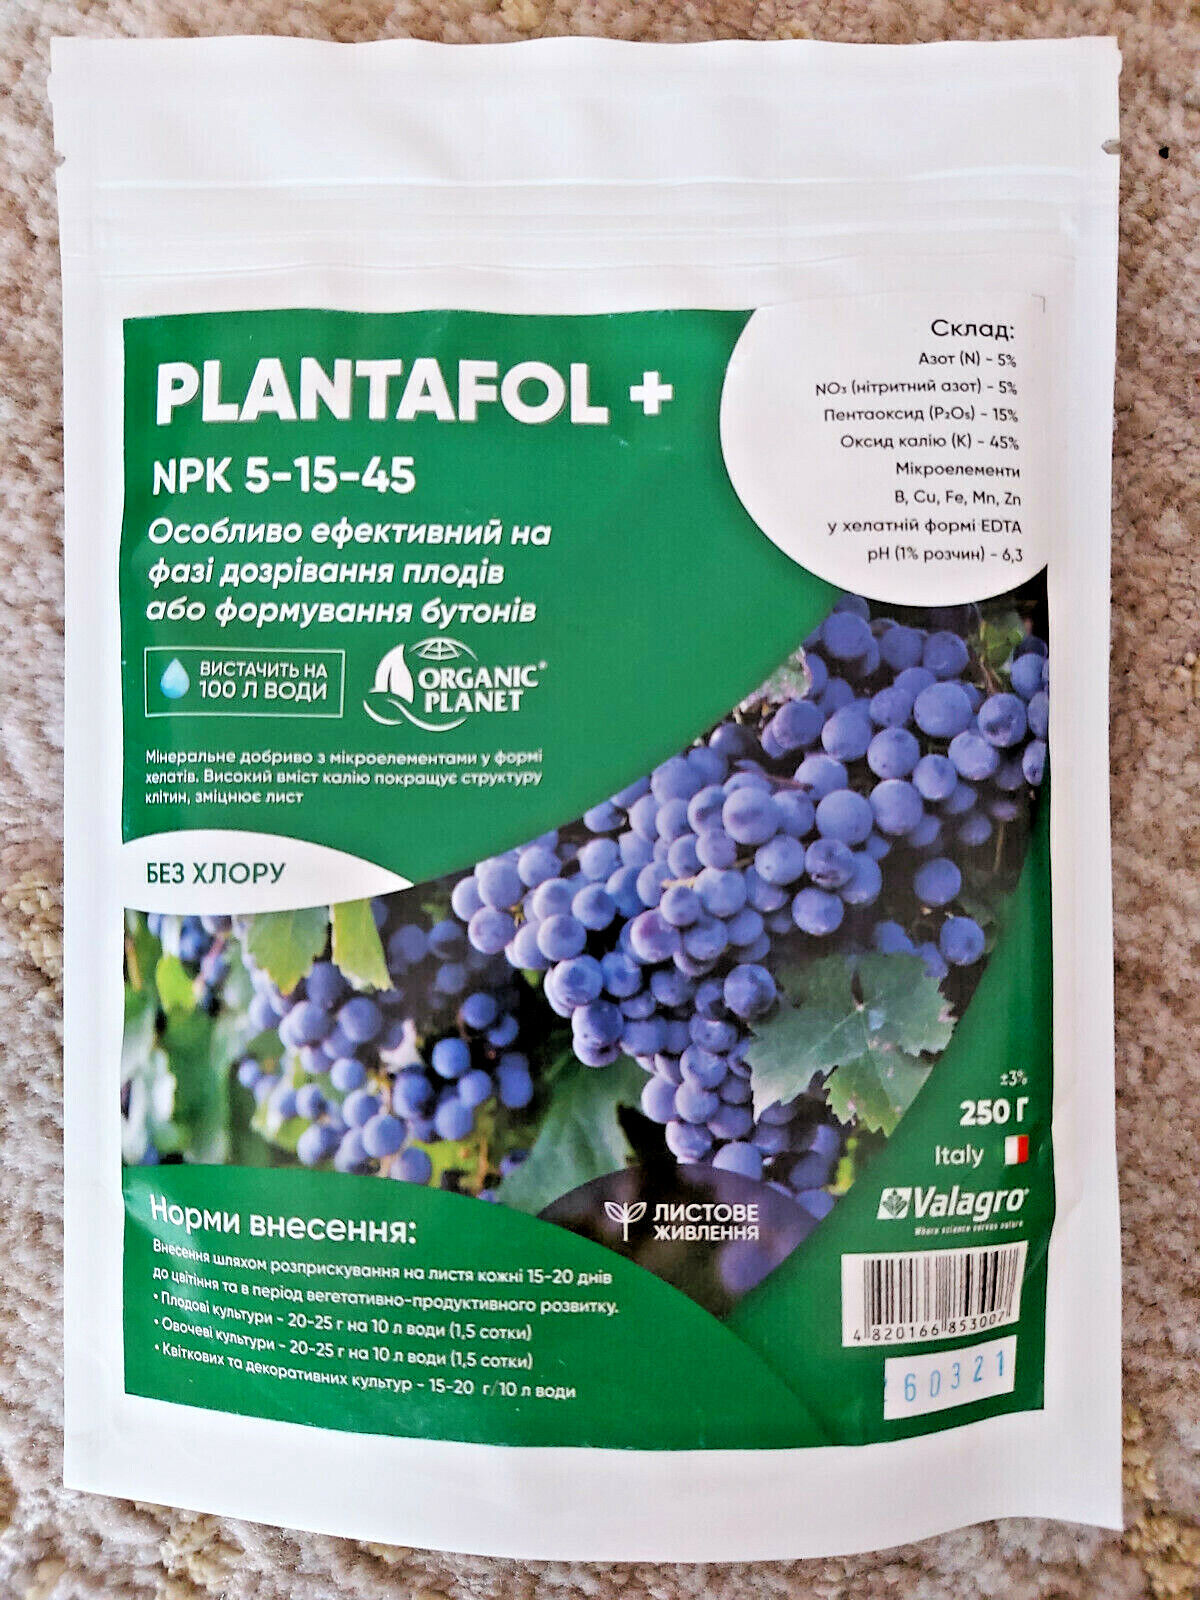 PLANTAFOL +
NPK 5-15-45
Особливо ефективний на
фазі дозрівання плодів
або формування бутонів
ВИСТАЧИТЬ НА
100 Л ВОДИ
ORGANIC®
PLANET
Мінеральне добриво з мікроелементами у формі
хелатів. Високий вміст калію покращує структуру
клітин, зміцнює лист
БЕЗ ХЛОРУ
Склад:
Азот (N) - 5%
NO₃ (нітритний азот) - 5%
Пентаоксид (P₂O₅) - 15%
Оксид калію (К) - 45%
Мікроелементи
B, Cu, Fe, Mn, Zn
у хелатній формі EDTA
pH (1% розчин) - 6,3
±3%
250 Г
Italy
Valagro®
Where science serves nature
ЛИСТОВЕ
ЖИВЛЕННЯ
Норми внесення:
Внесення шляхом розприскування на листя кожні 15-20 днів
до цвітіння та в період вегетативно-продуктивного розвитку.
• Плодові культури - 20-25 г на 10 л води (1,5 сотки)
• Овочеві культури - 20-25 г на 10 л води (1,5 сотки)
• Квіткових та декоративних культур - 15-20 г/10 л води
4 820166 853007
60321